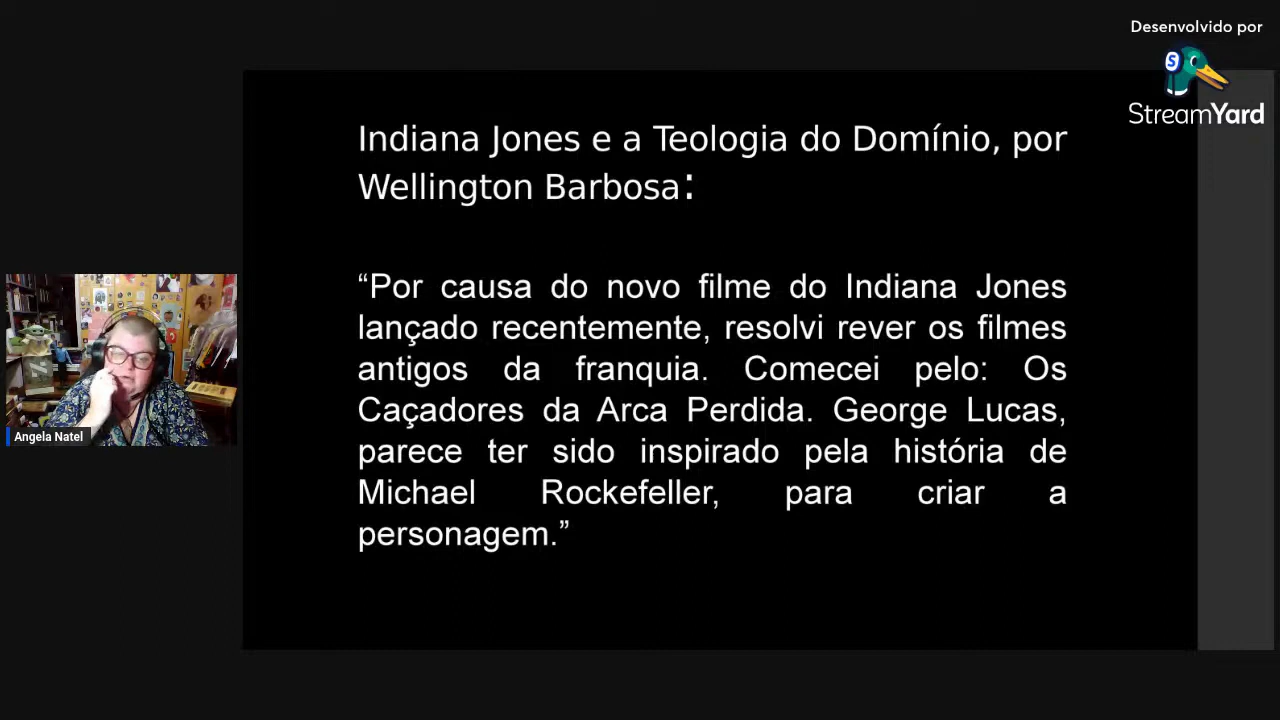 Desenvolvido por
StreamYard
Indiana Jones e a Teologia do Domínio, por
Wellington Barbosa:
“Por causa do novo filme do Indiana Jones
lançado recentemente, resolvi rever os filmes
antigos da franquia. Comecei pelo: Os
Caçadores da Arca Perdida. George Lucas,
parece ter sido inspirado pela história de
Michael Rockefeller, para criar a
personagem.”
Angela Natel